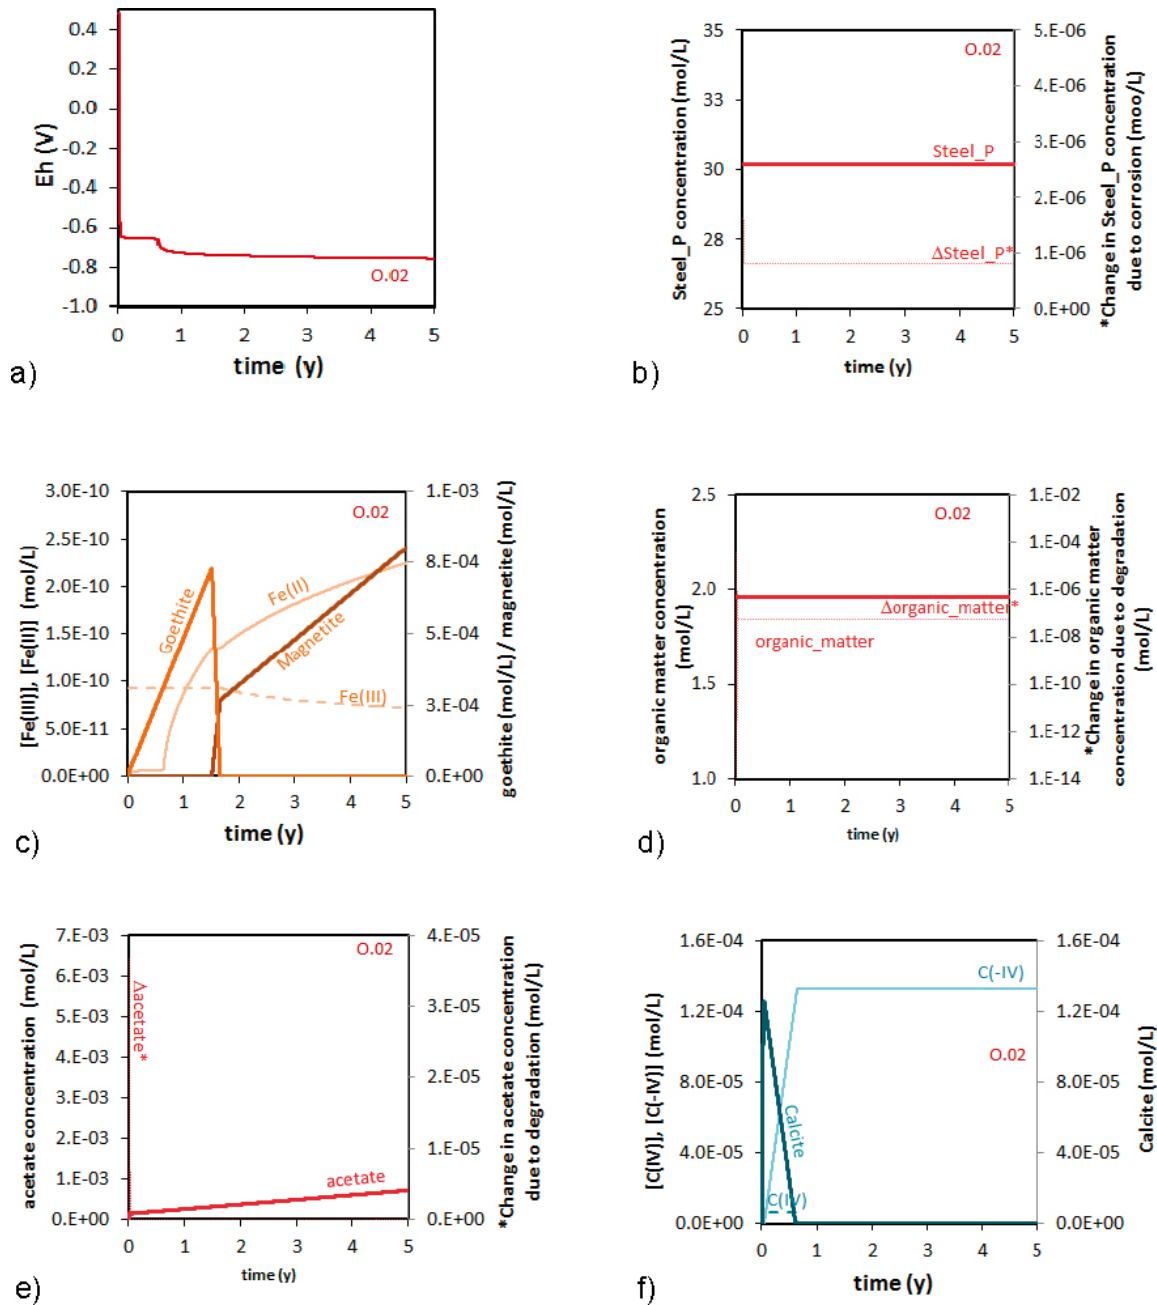 0.4
0.2
0.0
-0.2
-0.4
-0.6
-0.8
-1.0
Eh (V)
O.02
0 1 2 3 4 5
time (y)
a)
35
33
30
28
25
Steel_P concentration (mol/L)
O.02
Steel_P
ΔSteel_P*
5.E-06
4.E-06
3.E-06
2.E-06
1.E-06
0.E+00
*Change in Steel_P concentration
due to corrosion (moo/L)
0 1 2 3 4 5
time (y)
b)
3.0E-10
2.5E-10
2.0E-10
1.5E-10
1.0E-10
5.0E-11
0.0E+00
[Fe(III)], [Fe(II)] (mol/L)
O.02
Goethite
Fe(II)
Magnetite
Fe(III)
1.E-03
8.E-04
5.E-04
3.E-04
0.E+00
goethite (mol/L) / magnetite (mol/L)
0 1 2 3 4 5
time (y)
c)
2.5
2.0
1.5
1.0
organic matter concentration
(mol/L)
O.02
Δorganic_matter*
organic_matter
1.E-02
1.E-04
1.E-06
1.E-08
1.E-10
1.E-12
1.E-14
*Change in organic matter
concentration due to degradation
(mol/L)
0 1 2 3 4 5
time (y)
d)
7.E-03
6.E-03
5.E-03
4.E-03
3.E-03
2.E-03
1.E-03
0.E+00
acetate concentration (mol/L)
O.02
Δacetate*
acetate
4.E-05
3.E-05
2.E-05
1.E-05
0.E+00
*Change in acetate concentration
due to degradation (mol/L)
0 1 2 3 4 5
time (y)
e)
1.6E-04
1.2E-04
8.0E-05
4.0E-05
0.0E+00
[C(IV)], [C(-IV)] (mol/L)
C(-IV)
O.02
Calcite
C(IV)
1.6E-04
1.2E-04
8.0E-05
4.0E-05
0.0E+00
Calcite (mol/L)
0 1 2 3 4 5
time (y)
f)